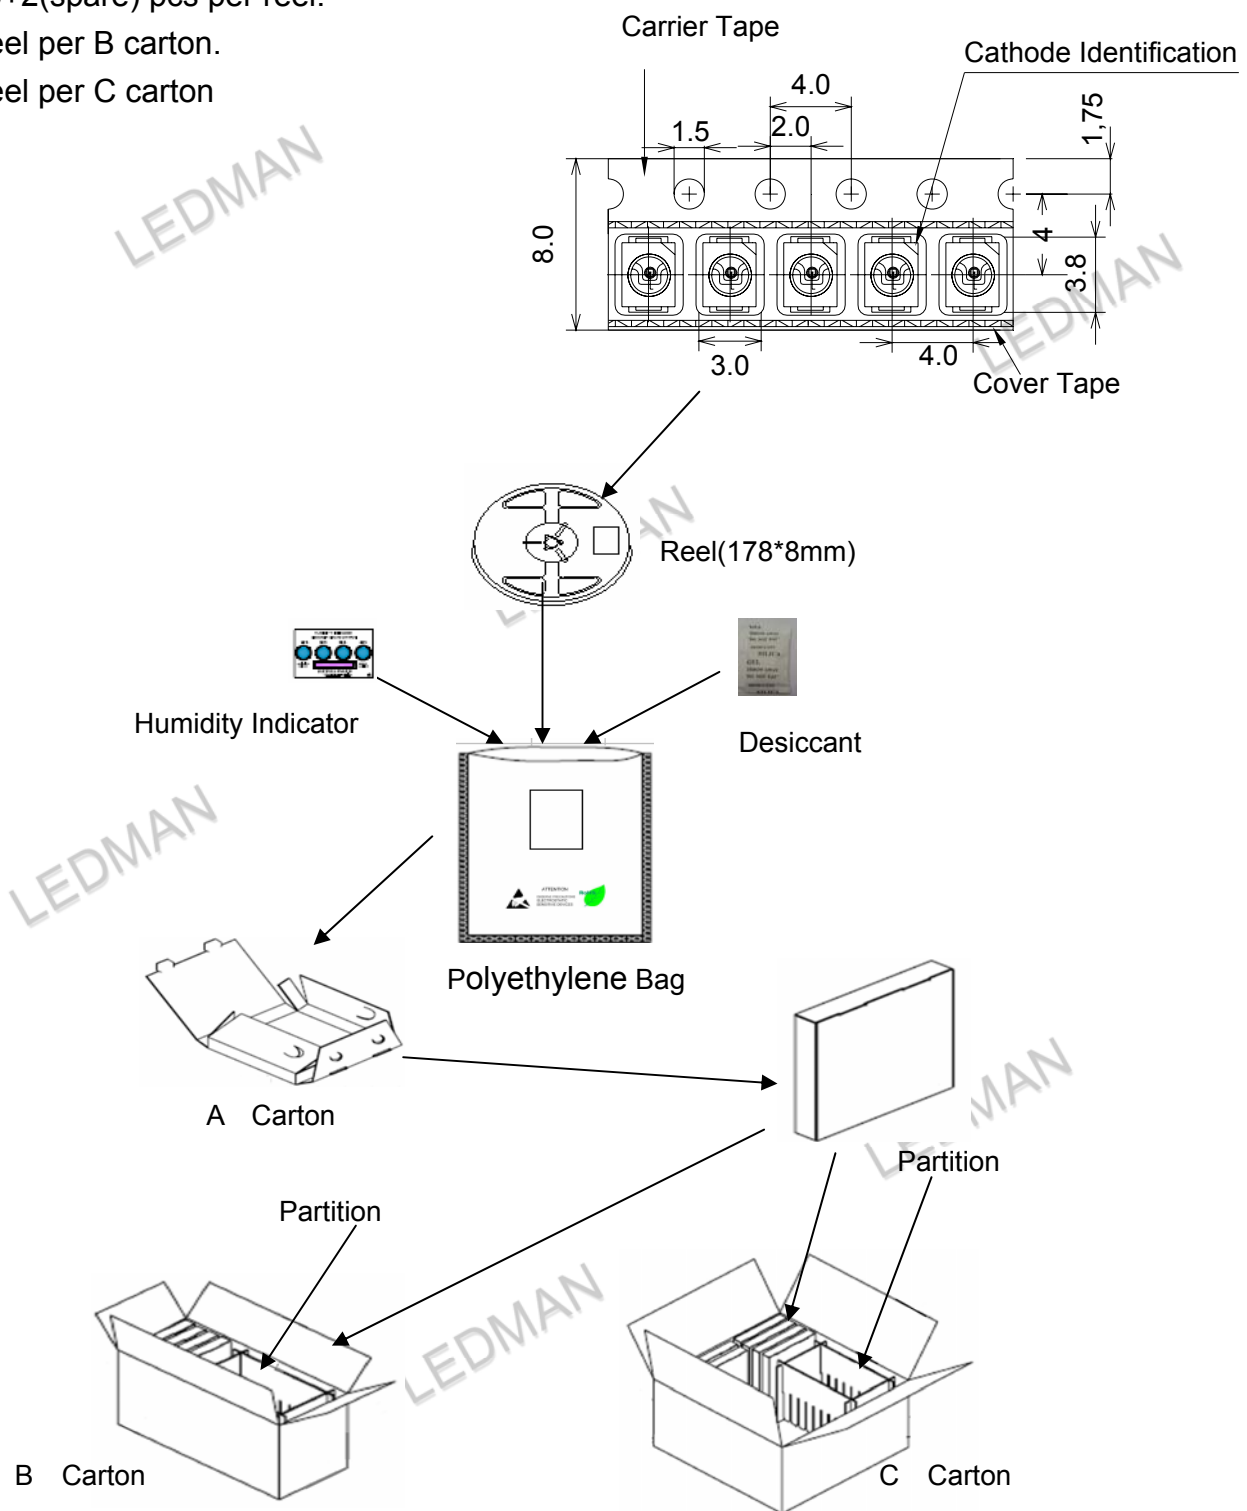 +2(spare) pcs per reel.
eel per B carton.
eel per C carton
Carrier Tape
Cathode Identification
4.0
1.5
2.0
1,75
8.0
4
3.8
3.0
4.0
Cover Tape
LEDMAN
LEDMAN
Reel(178*8mm)
Humidity Indicator
Desiccant
LEDMAN
ATTENTION
Polyethylene Bag
A Carton
Partition
Partition
LEDMAN
B Carton
C Carton